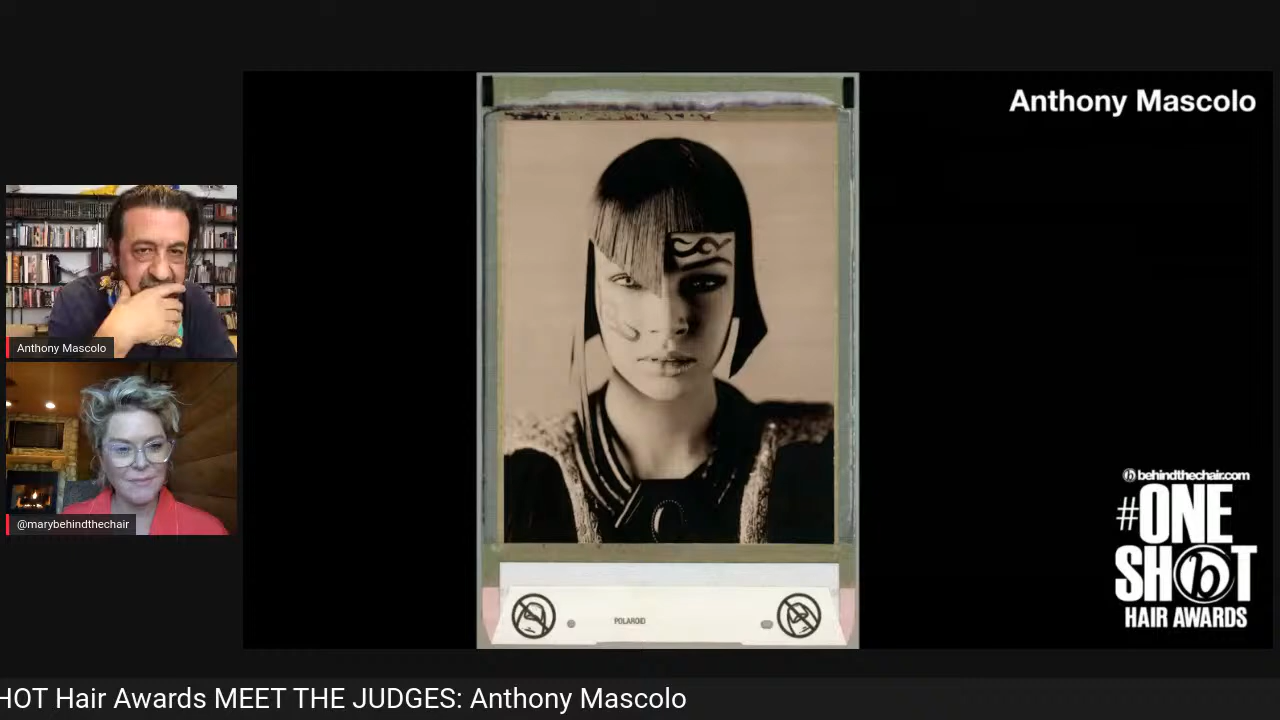 Anthony Mascolo
Anthony Mascolo
@marybehindthechair
POLAROID
b behindthechair.com
#ONE
SHOT
b
HAIR AWARDS
HOT Hair Awards MEET THE JUDGES: Anthony Mascolo